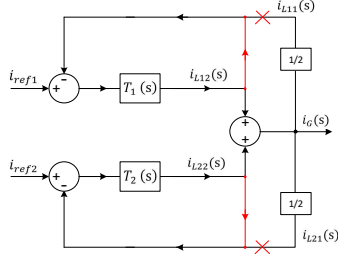 i_L11(s)
-
1/2
i_ref1
+
T_1 (s)
i_L12(s)
+
+
i_G(s)
i_ref2
+
T_2 (s)
i_L22(s)
-
1/2
i_L21(s)